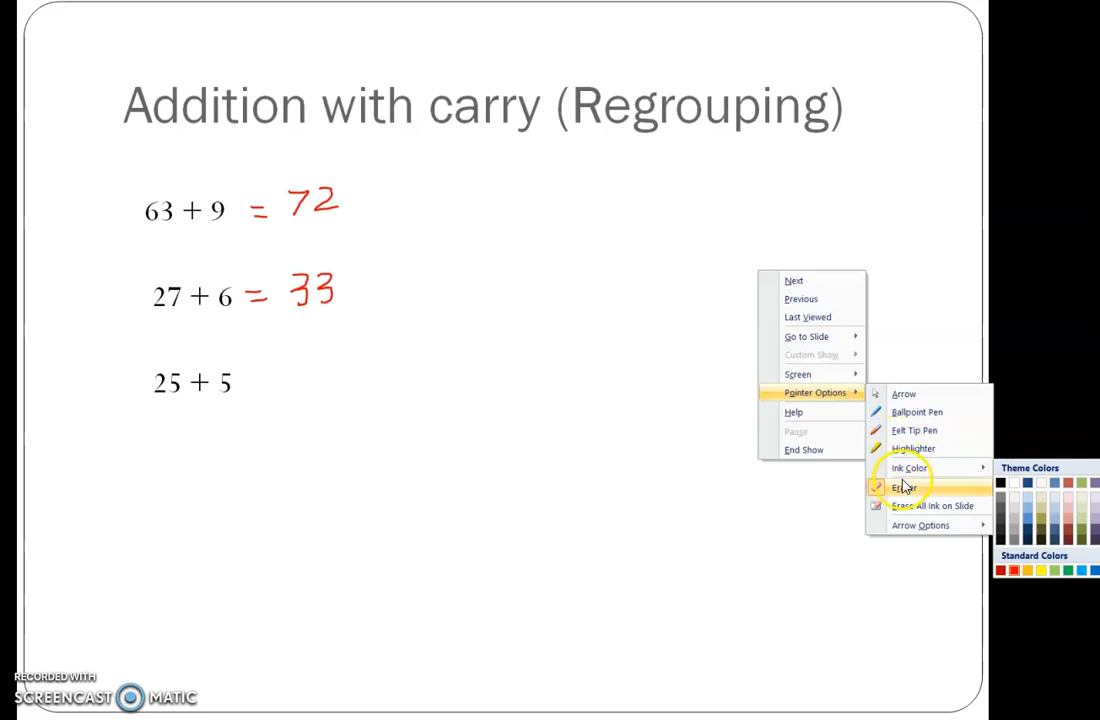 Addition with carry (Regrouping)
63 + 9 = 72
27 + 6 = 33
25 + 5
Next
Previous
Last Viewed
Go to Slide
Custom Show
Screen
Pointer Options
Help
Pause
End Show
Arrow
Ballpoint Pen
Felt Tip Pen
Highlighter
Ink Color
Eraser
Erase All Ink on Slide
Arrow Options
Theme Colors
Standard Colors
RECORDED WITH
SCREENCAST MATIC